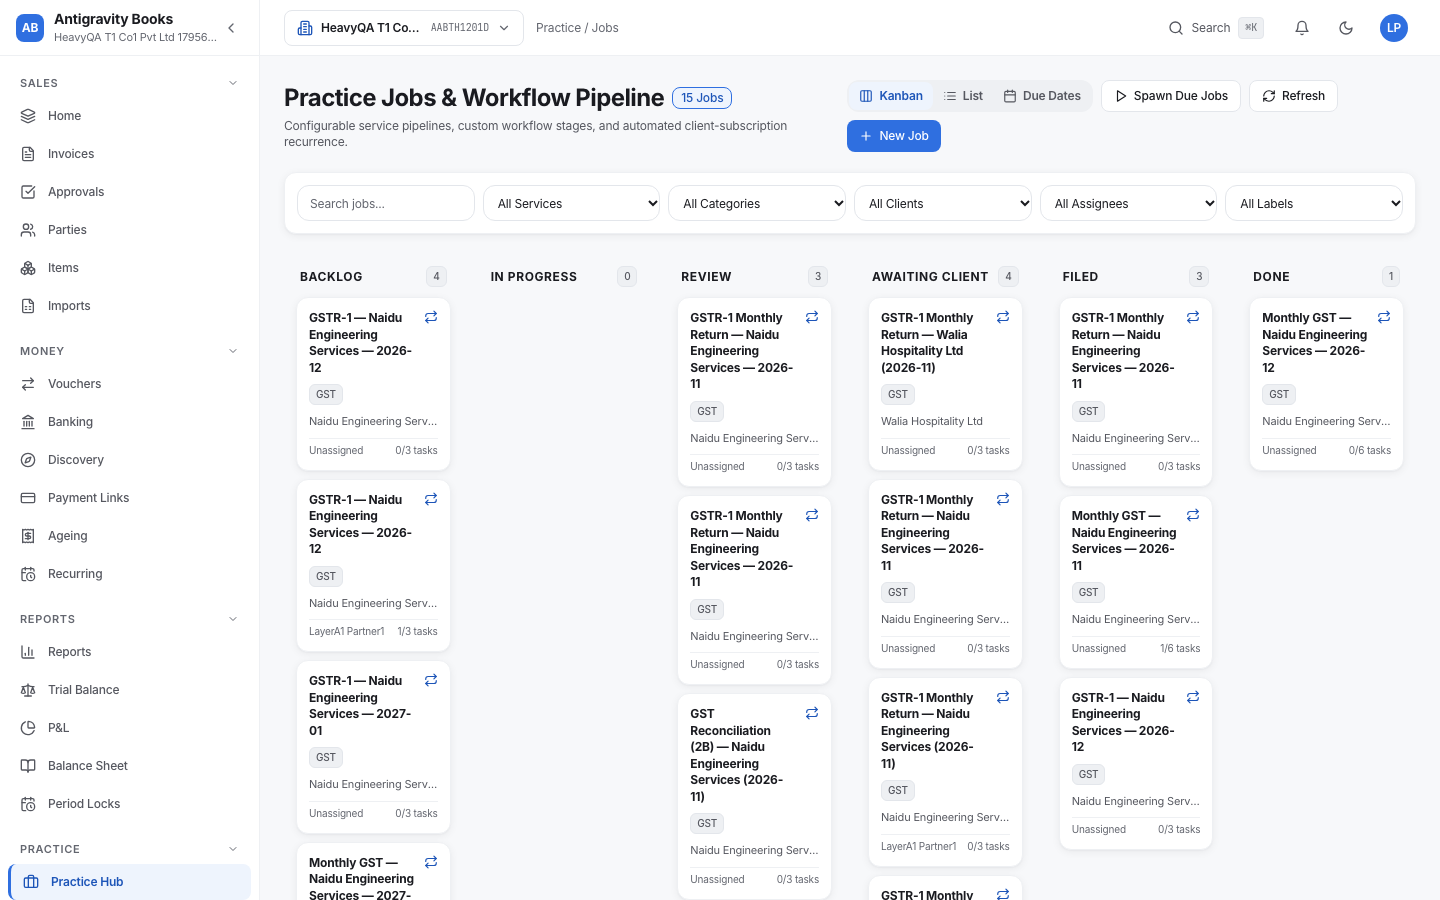 AB
Antigravity Books
HeavyQA T1 Co1 Pvt Ltd 17956...
SALES
Home
Invoices
Approvals
Parties
Items
Imports
MONEY
Vouchers
Banking
Discovery
Payment Links
Ageing
Recurring
REPORTS
Reports
Trial Balance
P&L
Balance Sheet
Period Locks
PRACTICE
Practice Hub
HeavyQA T1 Co... AABTH1201D
Practice / Jobs
Search ⌘K
LP
Practice Jobs & Workflow Pipeline
15 Jobs
Configurable service pipelines, custom workflow stages, and automated client-subscription
recurrence.
Kanban
List
Due Dates
Spawn Due Jobs
Refresh
New Job
Search jobs...
All Services
All Categories
All Clients
All Assignees
All Labels
BACKLOG 4
GSTR-1 — Naidu
Engineering
Services — 2026-
12
GST
Naidu Engineering Serv...
Unassigned 0/3 tasks
GSTR-1 — Naidu
Engineering
Services — 2026-
12
GST
Naidu Engineering Serv...
LayerA1 Partner1 1/3 tasks
GSTR-1 — Naidu
Engineering
Services — 2027-
01
GST
Naidu Engineering Serv...
Unassigned 0/3 tasks
Monthly GST —
Naidu Engineering
Services — 2027-
IN PROGRESS 0
REVIEW 3
GSTR-1 Monthly
Return — Naidu
Engineering
Services — 2026-
11
GST
Naidu Engineering Serv...
Unassigned 0/3 tasks
GSTR-1 Monthly
Return — Naidu
Engineering
Services — 2026-
11
GST
Naidu Engineering Serv...
Unassigned 0/3 tasks
GST
Reconciliation
(2B) — Naidu
Engineering
Services (2026-
11)
GST
Naidu Engineering Serv...
Unassigned 0/3 tasks
AWAITING CLIENT 4
GSTR-1 Monthly
Return — Walia
Hospitality Ltd
(2026-11)
GST
Walia Hospitality Ltd
Unassigned 0/3 tasks
GSTR-1 Monthly
Return — Naidu
Engineering
Services — 2026-
11
GST
Naidu Engineering Serv...
Unassigned 0/3 tasks
GSTR-1 Monthly
Return — Naidu
Engineering
Services (2026-
11)
GST
Naidu Engineering Serv...
LayerA1 Partner1 0/3 tasks
GSTR-1 Monthly
FILED 3
GSTR-1 Monthly
Return — Naidu
Engineering
Services — 2026-
11
GST
Naidu Engineering Serv...
Unassigned 0/3 tasks
Monthly GST —
Naidu Engineering
Services — 2026-
11
GST
Naidu Engineering Serv...
Unassigned 1/6 tasks
GSTR-1 — Naidu
Engineering
Services — 2026-
12
GST
Naidu Engineering Serv...
Unassigned 0/3 tasks
DONE 1
Monthly GST —
Naidu Engineering
Services — 2026-
12
GST
Naidu Engineering Serv...
Unassigned 0/6 tasks